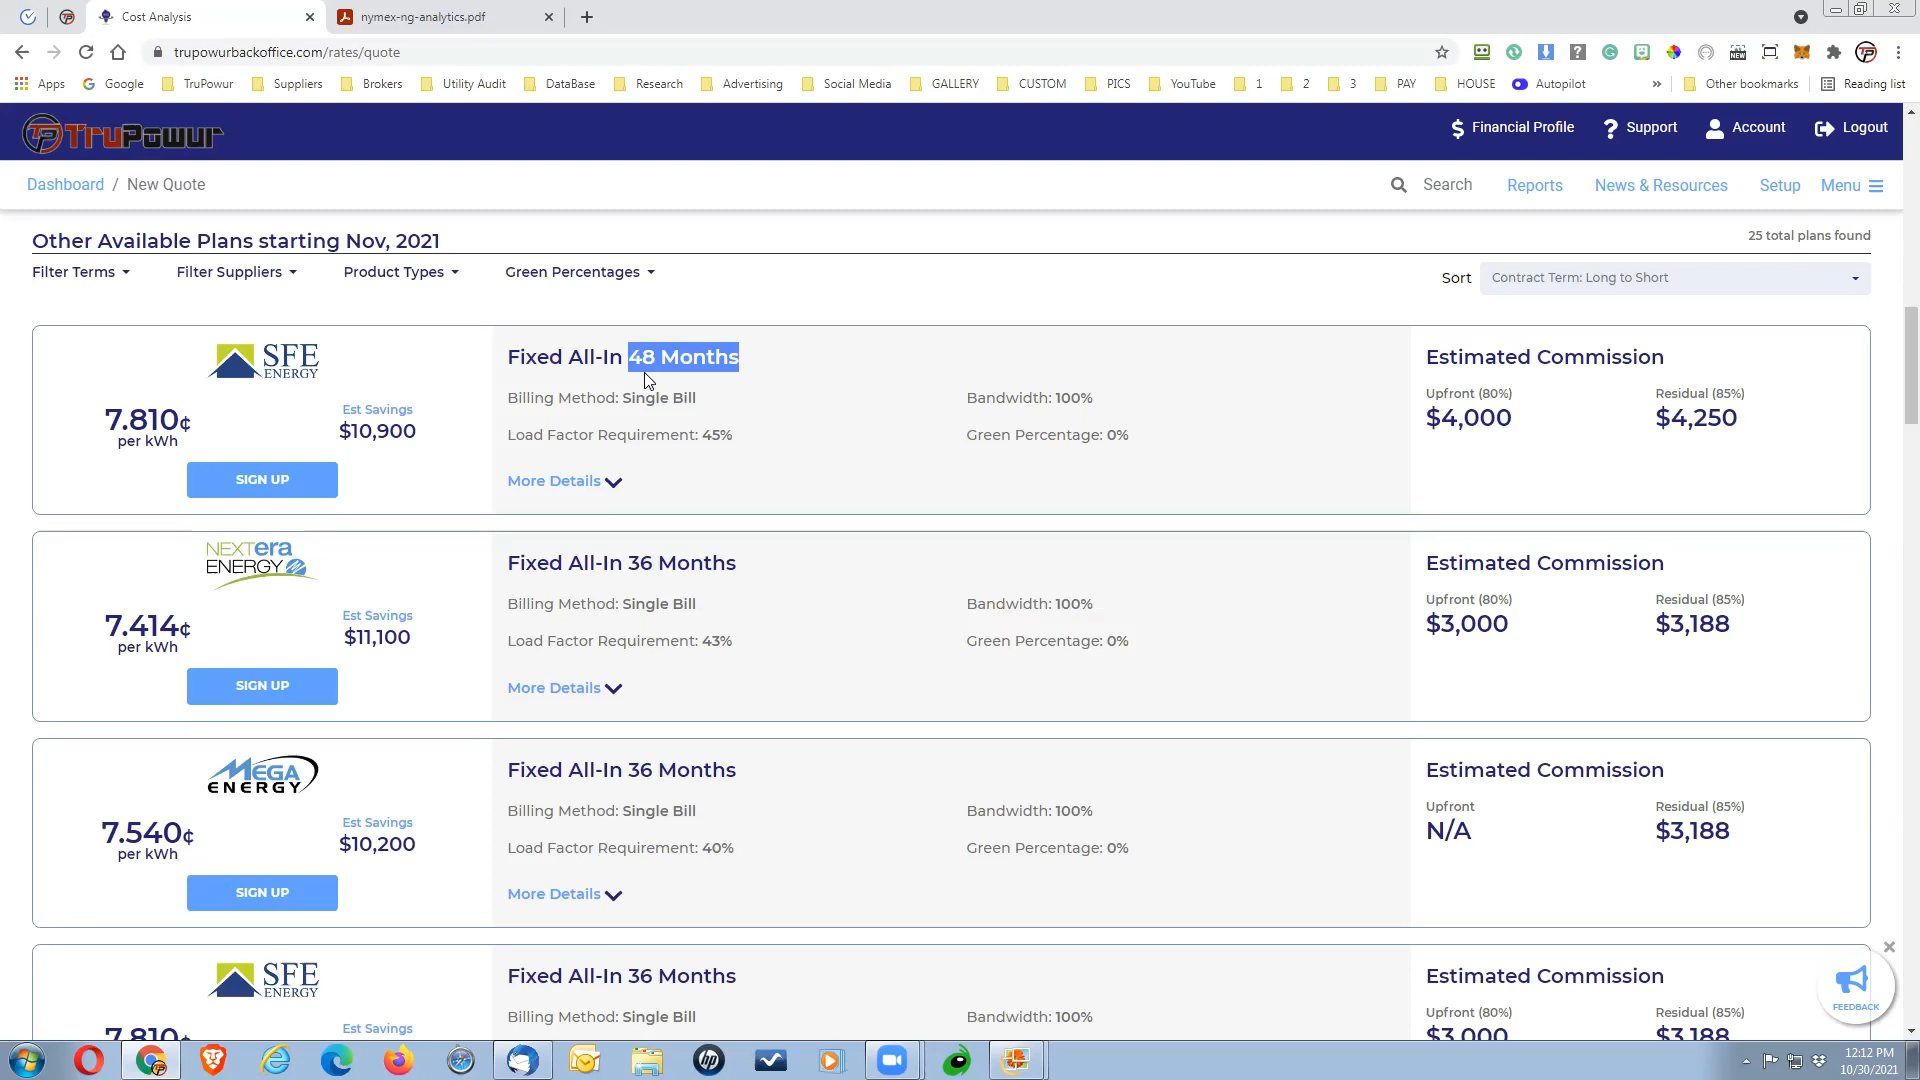 Cost Analysis
nymex-ng-analytics.pdf
trupowurbackoffice.com/rates/quote
Apps Google TruPowur Suppliers Brokers Utility Audit DataBase Research Advertising Social Media GALLERY CUSTOM PICS YouTube 1 2 3 PAY HOUSE Autopilot » Other bookmarks Reading list
TruPowur
Financial Profile Support Account Logout
Dashboard / New Quote
Search Reports News & Resources Setup Menu
Other Available Plans starting Nov, 2021
25 total plans found
Filter Terms Filter Suppliers Product Types Green Percentages
Sort Contract Term: Long to Short
SFE
ENERGY
7.810¢
per kWh
Est Savings
$10,900
SIGN UP
Fixed All-In 48 Months
Billing Method: Single Bill
Bandwidth: 100%
Load Factor Requirement: 45%
Green Percentage: 0%
More Details
Estimated Commission
Upfront (80%)
$4,000
Residual (85%)
$4,250
NEXTera
ENERGY
7.414¢
per kWh
Est Savings
$11,100
SIGN UP
Fixed All-In 36 Months
Billing Method: Single Bill
Bandwidth: 100%
Load Factor Requirement: 43%
Green Percentage: 0%
More Details
Estimated Commission
Upfront (80%)
$3,000
Residual (85%)
$3,188
MEGA
ENERGY
7.540¢
per kWh
Est Savings
$10,200
SIGN UP
Fixed All-In 36 Months
Billing Method: Single Bill
Bandwidth: 100%
Load Factor Requirement: 40%
Green Percentage: 0%
More Details
Estimated Commission
Upfront
N/A
Residual (85%)
$3,188
SFE
ENERGY
7.810¢
Est Savings
Fixed All-In 36 Months
Billing Method: Single Bill
Bandwidth: 100%
Estimated Commission
Upfront (80%)
$3,000
Residual (85%)
$3,188
FEEDBACK
12:12 PM
10/30/2021